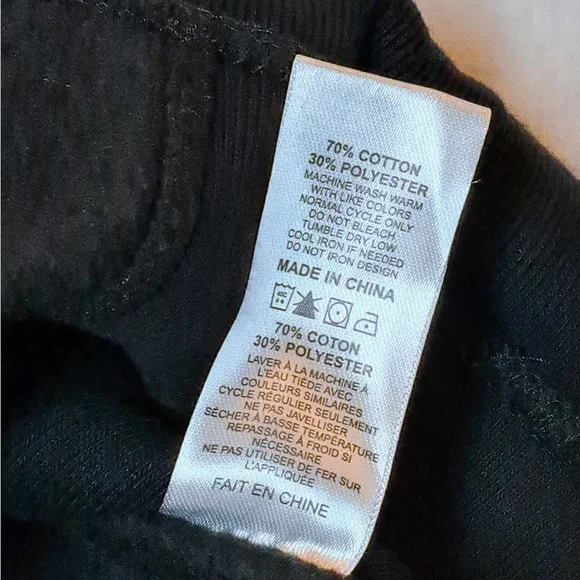 70% COTTON
30% POLYESTER
MACHINE WASH WARM
WITH LIKE COLORS
NORMAL CYCLE ONLY
DO NOT BLEACH
TUMBLE DRY LOW
COOL IRON IF NEEDED
DO NOT IRON DESIGN
MADE IN CHINA
70% COTON
30% POLYESTER
LAVER À LA MACHINE À
L'EAU TIÈDE AVEC
COULEURS SIMILAIRES
CYCLE RÉGULIER SEULEMENT
NE PAS JAVELLISER
SÉCHER À BASSE TEMPÉRATURE
REPASSAGE À FROID SI
NÉCESSAIRE
NE PAS UTILISER DE FER SUR
L'APPLIQUÉE
FAIT EN CHINE